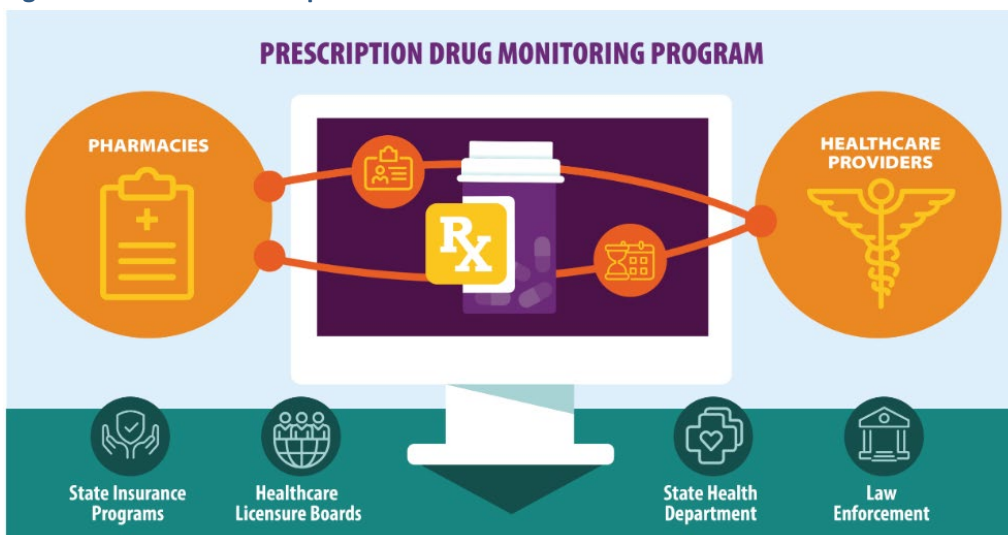 PRESCRIPTION DRUG MONITORING PROGRAM
PHARMACIES
HEALTHCARE
PROVIDERS
Rx
State Insurance
Programs
Healthcare
Licensure Boards
State Health
Department
Law
Enforcement